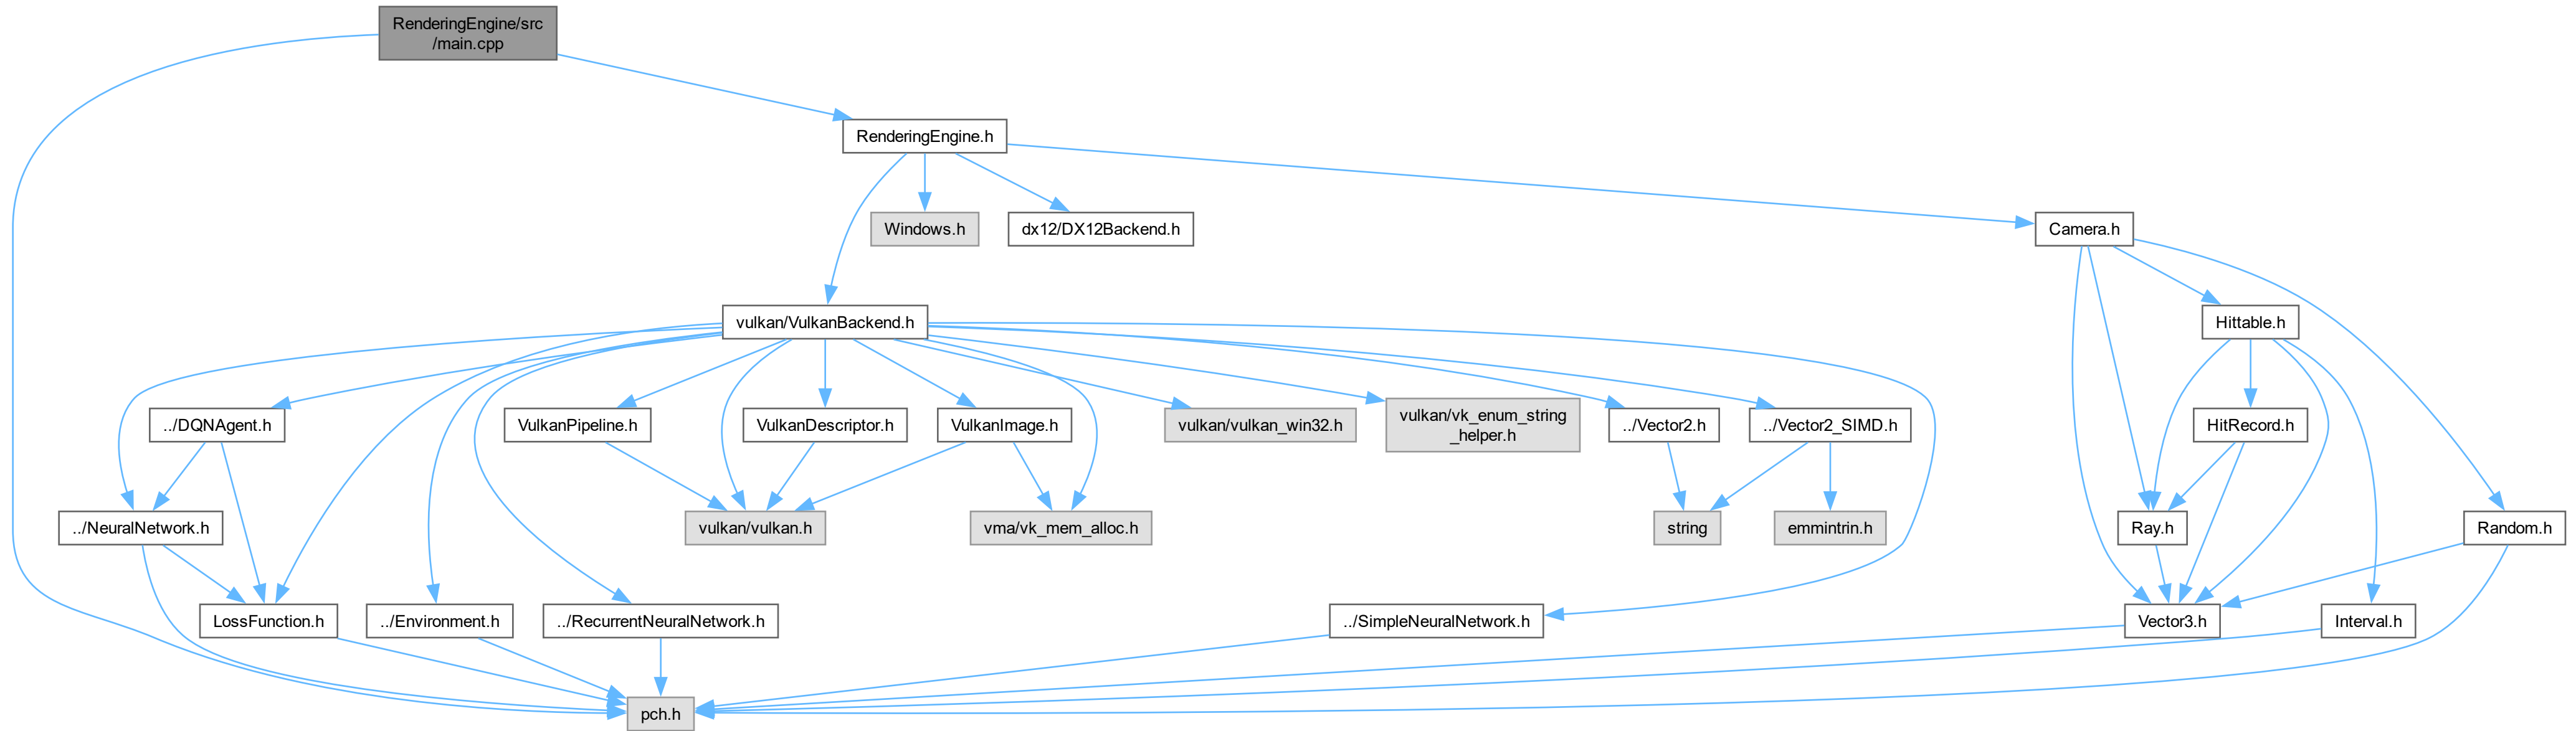 RenderingEngine/src
/main.cpp
RenderingEngine.h
Windows.h
dx12/DX12Backend.h
Camera.h
vulkan/VulkanBackend.h
Hittable.h
../DQNAgent.h
VulkanPipeline.h
VulkanDescriptor.h
VulkanImage.h
vulkan/vulkan_win32.h
vulkan/vk_enum_string
_helper.h
../Vector2.h
../Vector2_SIMD.h
HitRecord.h
../NeuralNetwork.h
vulkan/vulkan.h
vma/vk_mem_alloc.h
string
emmintrin.h
Ray.h
Random.h
LossFunction.h
../Environment.h
../RecurrentNeuralNetwork.h
../SimpleNeuralNetwork.h
Vector3.h
Interval.h
pch.h